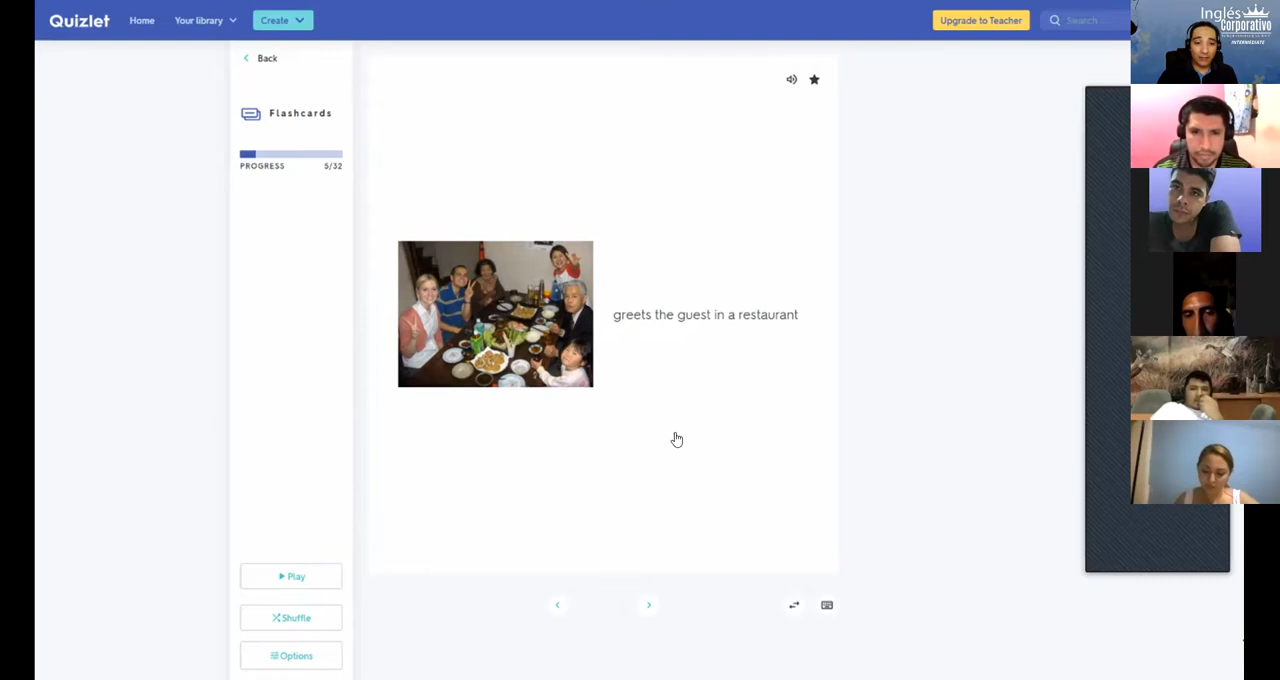 Quizlet
Home
Your library
Create
Upgrade to Teacher
Search
Inglés
Corporativo
INTERMEDIATE
Back
Flashcards
PROGRESS 5/32
greets the guest in a restaurant
Play
Shuffle
Options